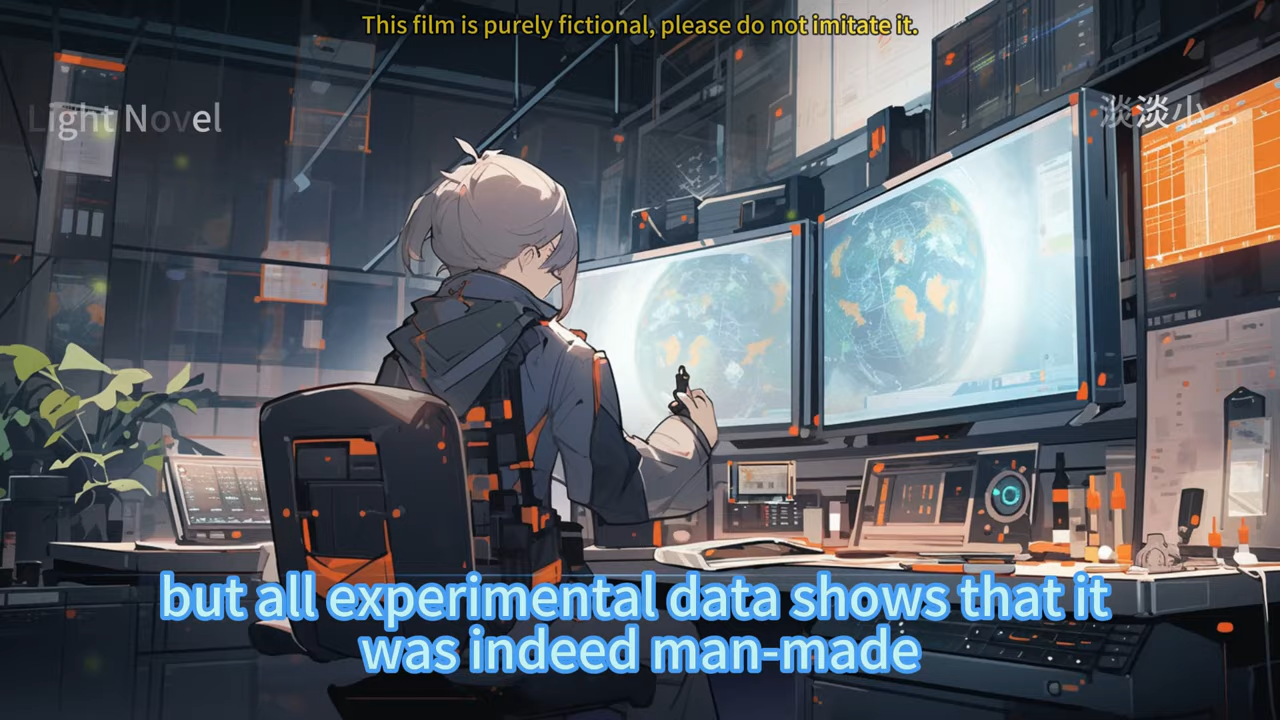 This film is purely fictional, please do not imitate it.
Light Novel
淡淡小
but all experimental data shows that it
was indeed man-made